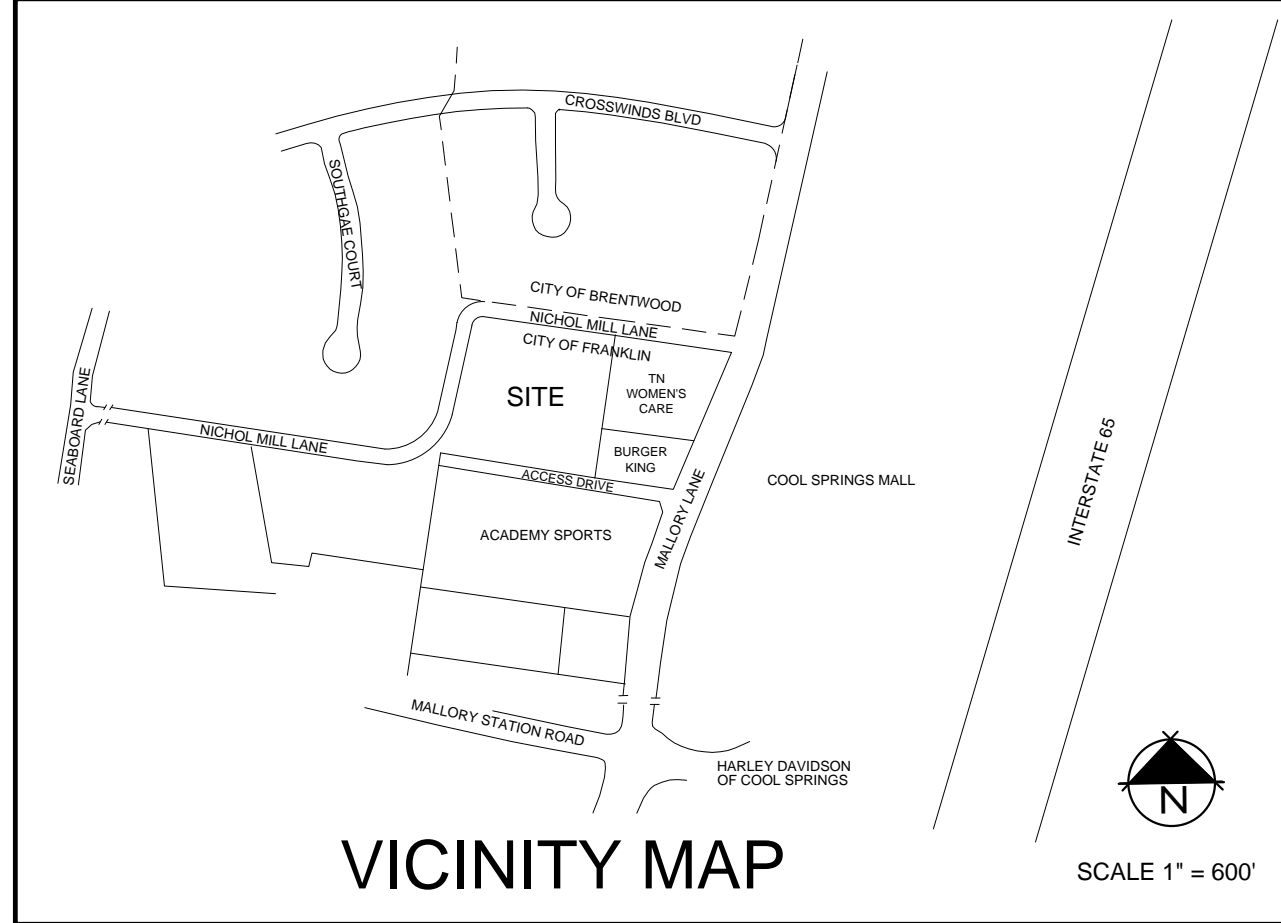 CROSSWINDS BLVD
SOUTHGAE COURT
CITY OF BRENTWOOD
NICHOL MILL LANE
CITY OF FRANKLIN
SITE
TN
WOMEN'S
CARE
SEABOARD LANE
NICHOL MILL LANE
BURGER
KING
ACCESS DRIVE
MALLORY LANE
COOL SPRINGS MALL
INTERSTATE 65
ACADEMY SPORTS
MALLORY STATION ROAD
HARLEY DAVIDSON
OF COOL SPRINGS
N
VICINITY MAP
SCALE 1" = 600'